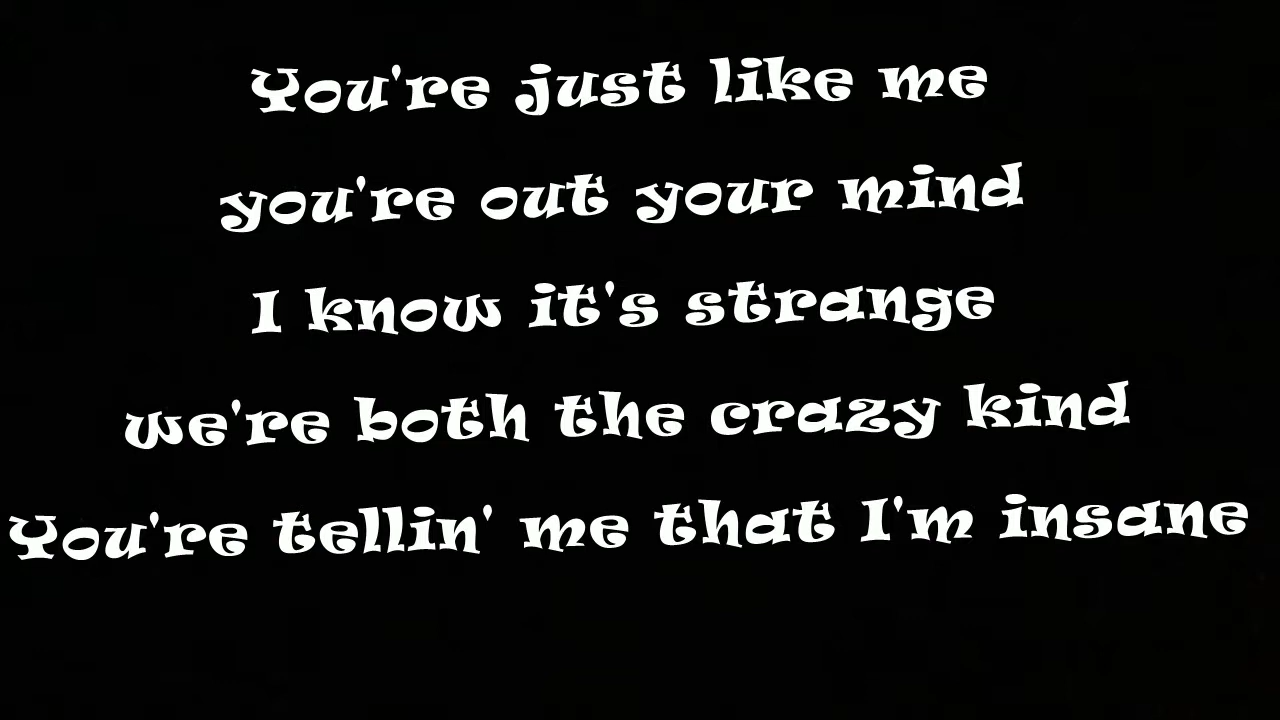 You're just like me
you're out your mind
I know it's strange
we're both the crazy kind
You're tellin' me that I'm insane